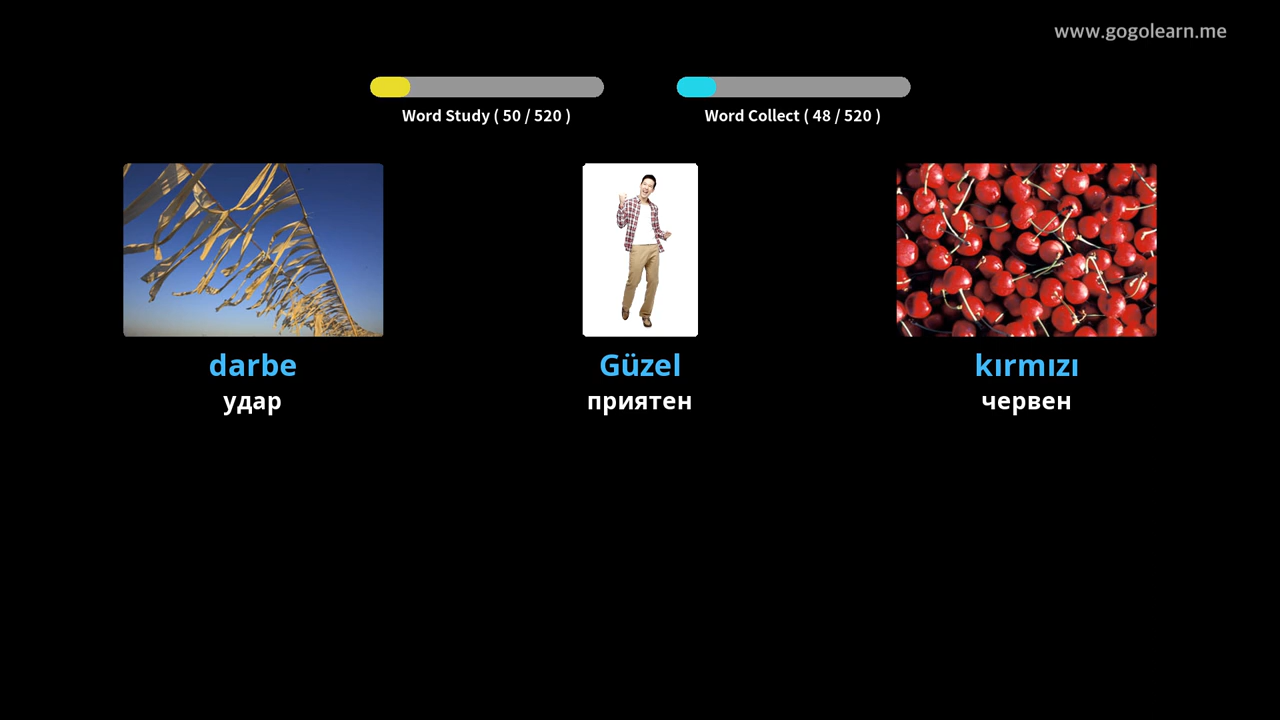 www.gogolearn.me
Word Study ( 50 / 520 )
Word Collect ( 48 / 520 )
darbe
удар
Güzel
приятен
kırmızı
червен